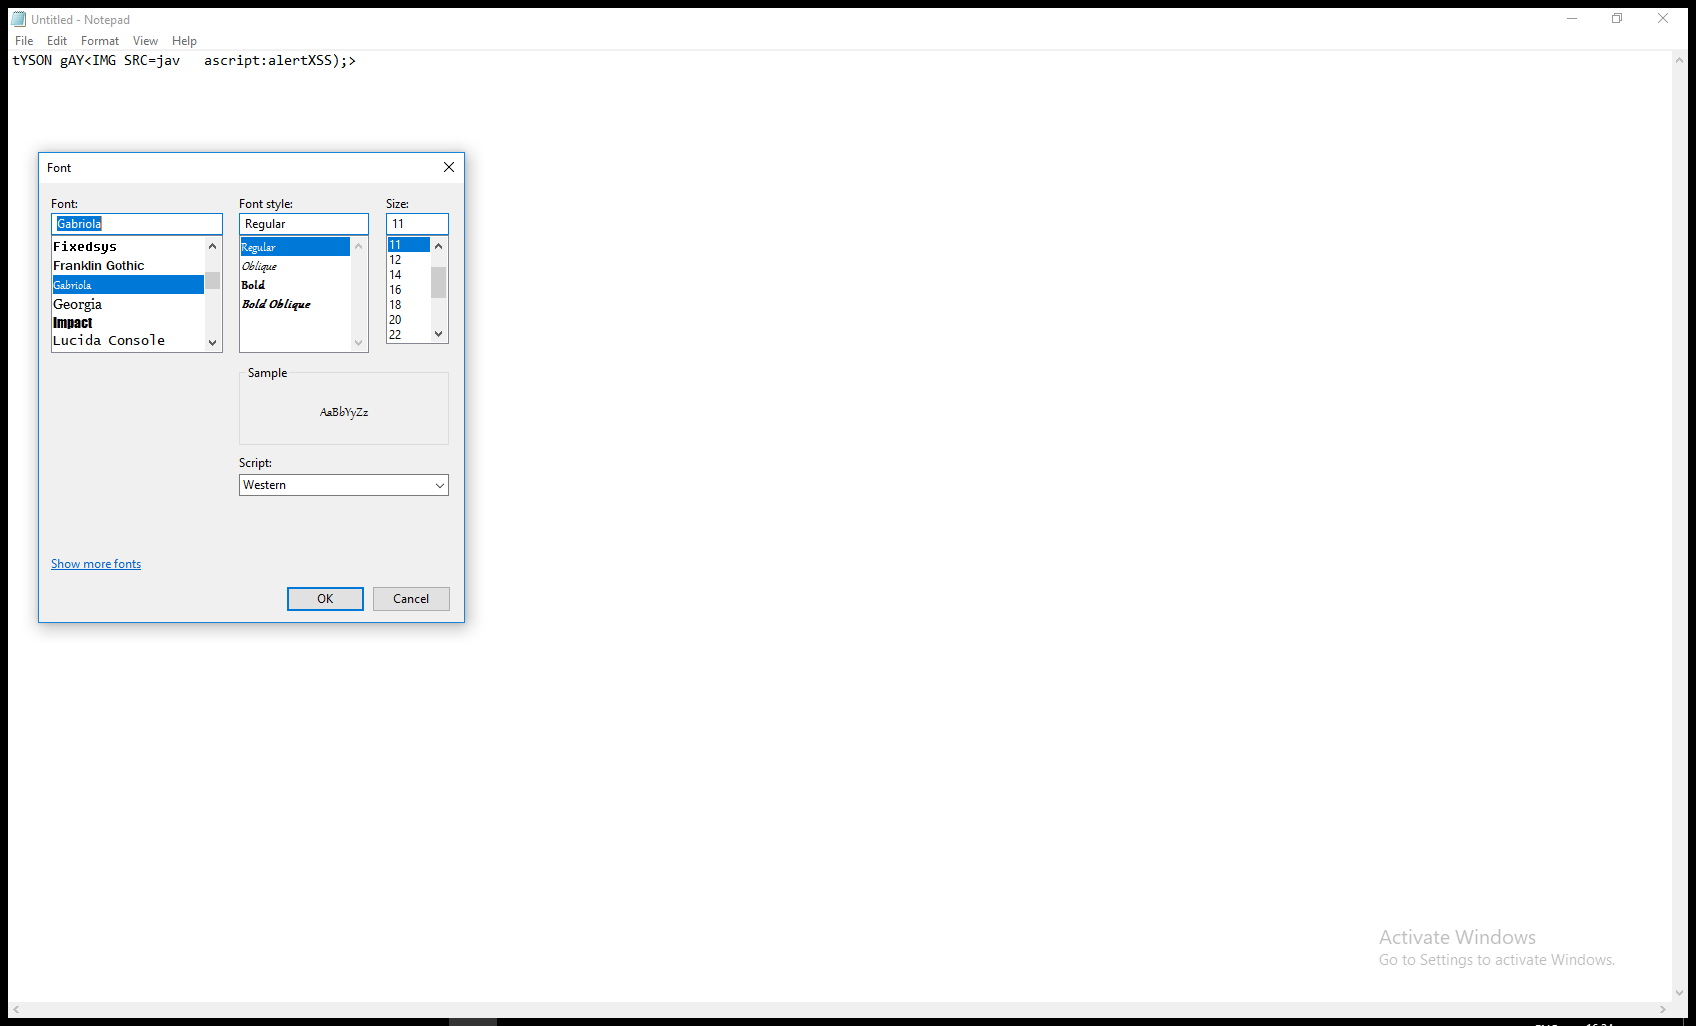 Untitled - Notepad
File Edit Format View Help
tYSON gAY<IMG SRC=jav   ascript:alertXSS);>
Font
Font: Font style: Size:
Gabriola Regular 11
Fixedsys
Franklin Gothic
Gabriola
Georgia
Impact
Lucida Console
Regular
Oblique
Bold
Bold Oblique
11
12
14
16
18
20
22
Sample
AaBbYyZz
Script:
Western
Show more fonts
OK Cancel
Activate Windows
Go to Settings to activate Windows.